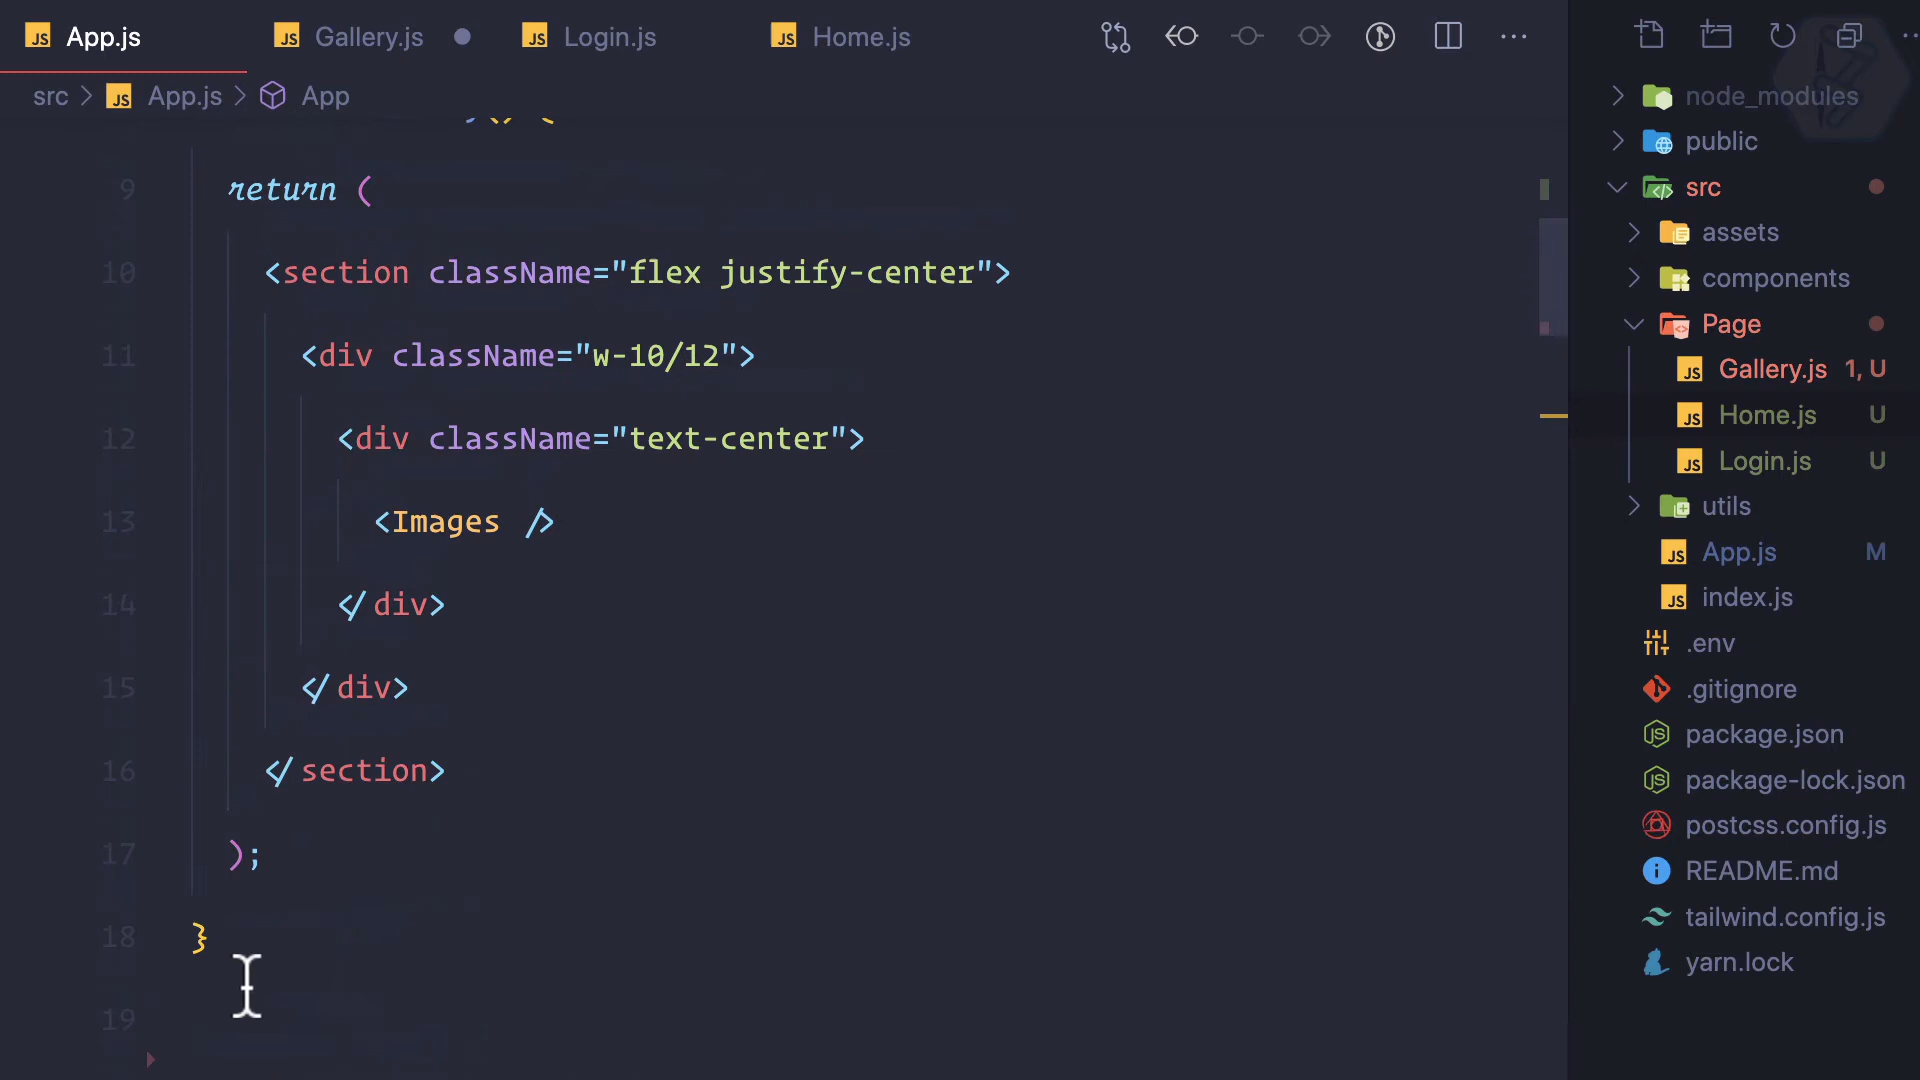 App.js
Gallery.js
Login.js
Home.js
src > App.js > App
9 return (
10 <section className="flex justify-center">
11 <div className="w-10/12">
12 <div className="text-center">
13 <Images />
14 </div>
15 </div>
16 </section>
17 );
18 }
19
node_modules
public
src
assets
components
Page
Gallery.js 1, U
Home.js U
Login.js U
utils
App.js M
index.js
.env
.gitignore
package.json
package-lock.json
postcss.config.js
README.md
tailwind.config.js
yarn.lock